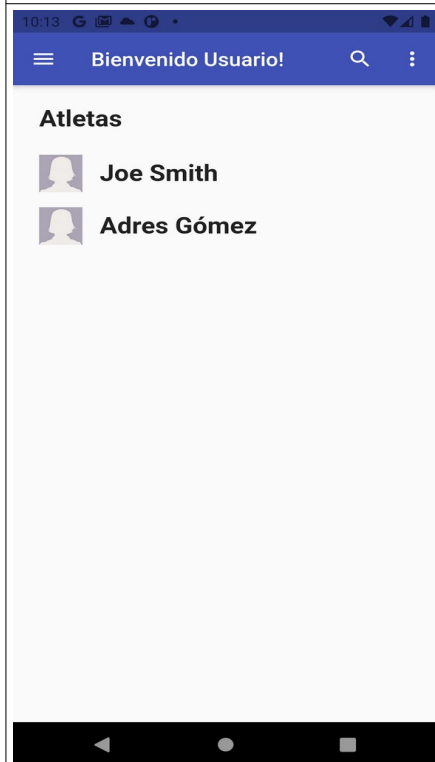 10:13
Bienvenido Usuario!
Atletas
Joe Smith
Adres Gómez